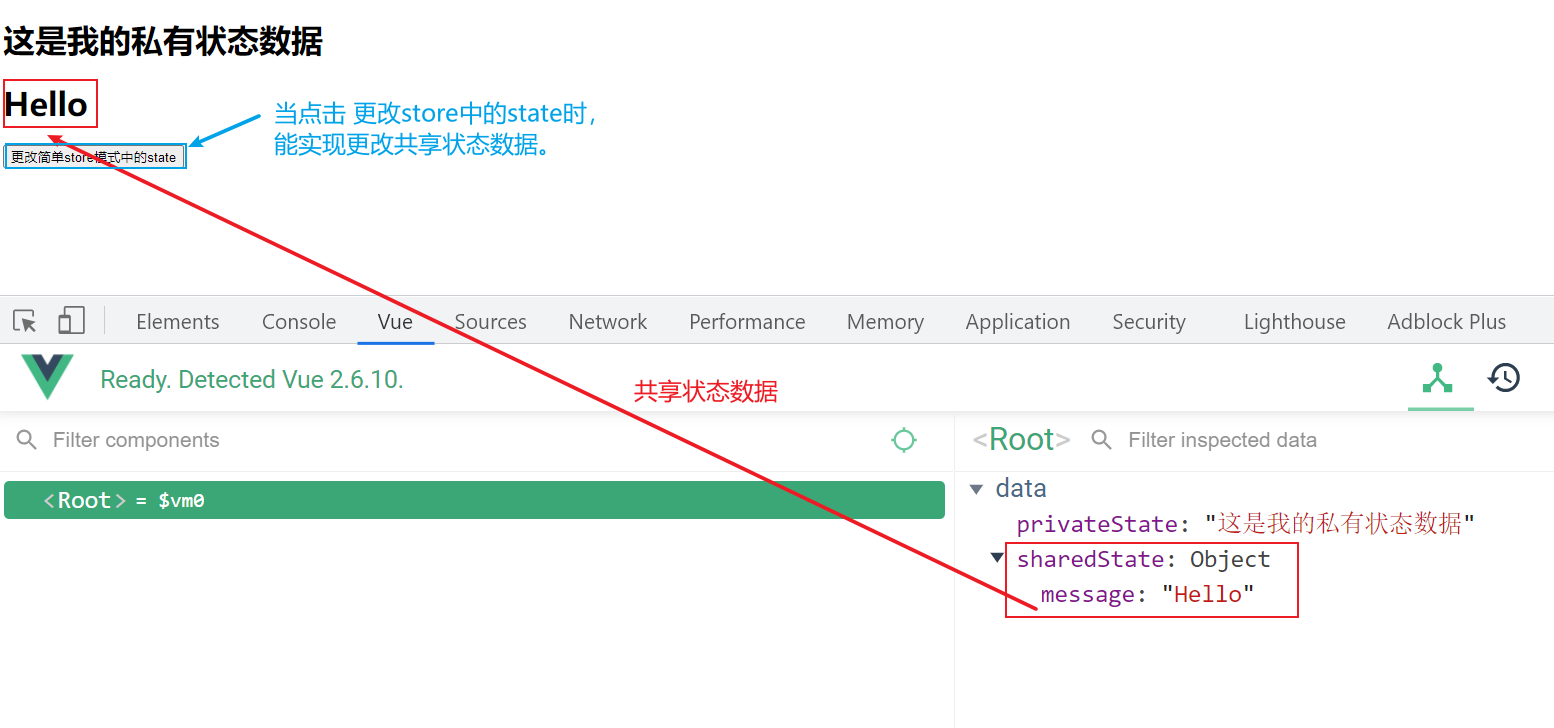 这是我的私有状态数据
Hello
当点击 更改store中的state时，
能实现更改共享状态数据。
更改简单store模式中的state
Elements Console Vue Sources Network Performance Memory Application Security Lighthouse Adblock Plus
Ready. Detected Vue 2.6.10.
共享状态数据
Filter components
<Root> Filter inspected data
<Root> = $vm0
data
privateState: "这是我的私有状态数据"
sharedState: Object
message: "Hello"